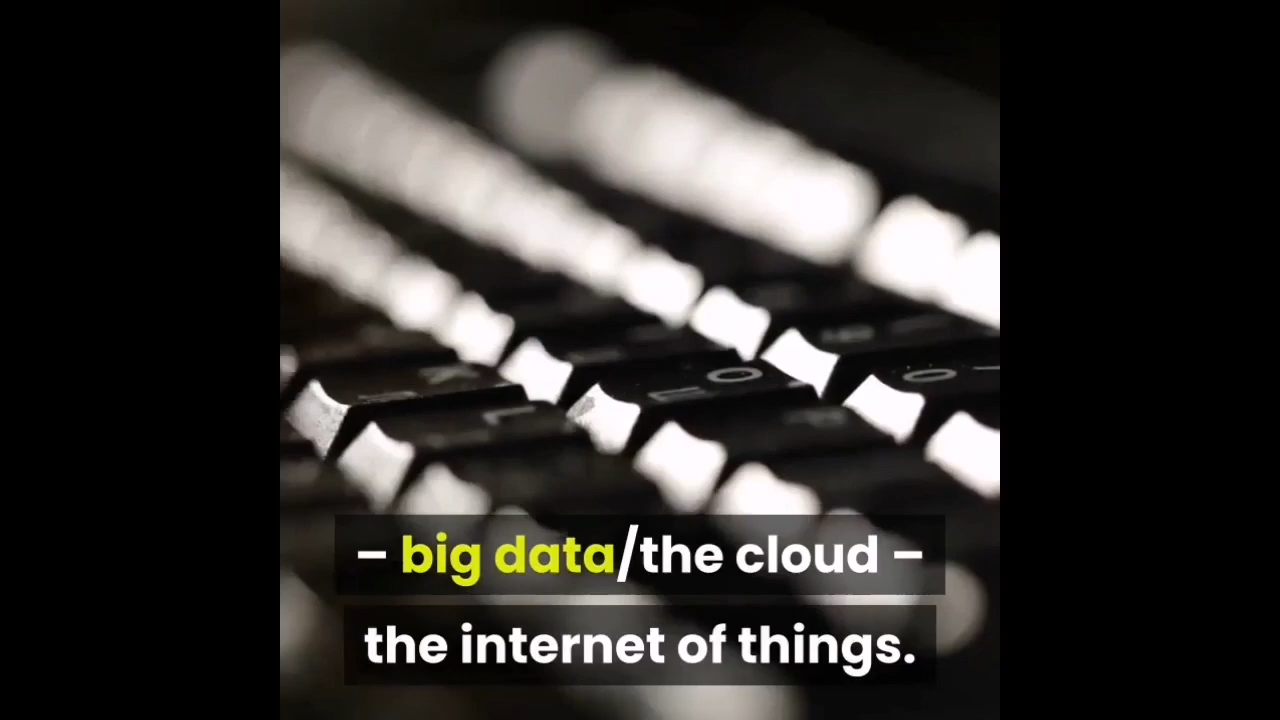 – big data/the cloud –
the internet of things.